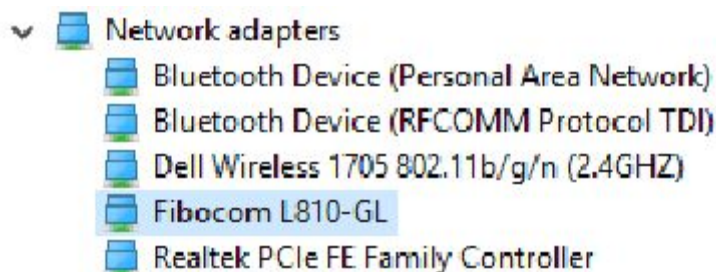 Network adapters
Bluetooth Device (Personal Area Network)
Bluetooth Device (RFCOMM Protocol TDI)
Dell Wireless 1705 802.11b/g/n (2.4GHZ)
Fibocom L810-GL
Realtek PCIe FE Family Controller